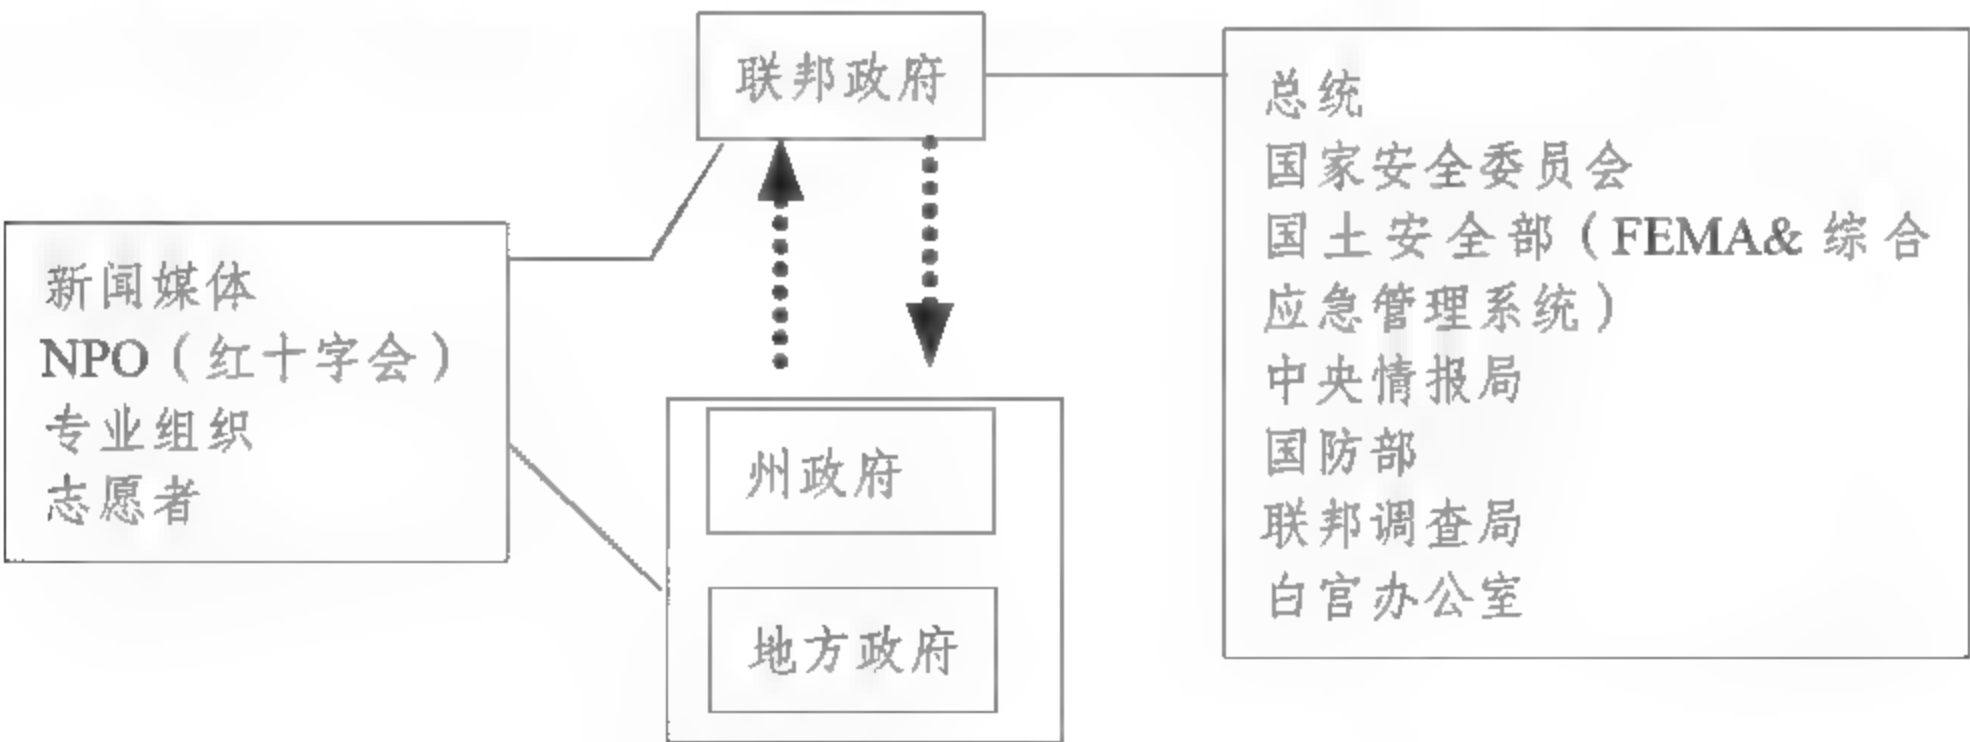 联邦政府
总统
国家安全委员会
国土安全部（FEMA& 综合
应急管理系统）
中央情报局
国防部
联邦调查局
白宫办公室
新闻媒体
NPO（红十字会）
专业组织
志愿者
州政府
地方政府